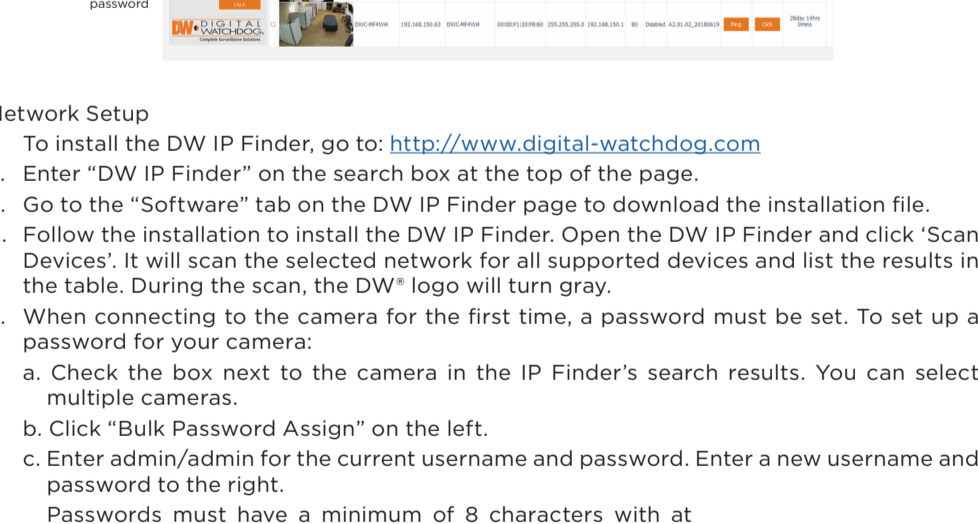 password
Log in
DW DIGITAL WATCHDOG®
Complete Surveillance Solutions
DWC-MF4Wi4 192.168.150.63 DWC-MF4Wi4 00:0D:F1:20:FB:60 255.255.255.0 192.168.150.1 80 Disabled A2.01.02_20180619 Ping Click 28day 14hrs 0mins
Network Setup
To install the DW IP Finder, go to: http://www.digital-watchdog.com
. Enter “DW IP Finder” on the search box at the top of the page.
. Go to the “Software” tab on the DW IP Finder page to download the installation file.
. Follow the installation to install the DW IP Finder. Open the DW IP Finder and click ‘Scan
Devices’. It will scan the selected network for all supported devices and list the results in
the table. During the scan, the DW® logo will turn gray.
. When connecting to the camera for the first time, a password must be set. To set up a
password for your camera:
a. Check the box next to the camera in the IP Finder’s search results. You can select
multiple cameras.
b. Click “Bulk Password Assign” on the left.
c. Enter admin/admin for the current username and password. Enter a new username and
password to the right.
Passwords must have a minimum of 8 characters with at